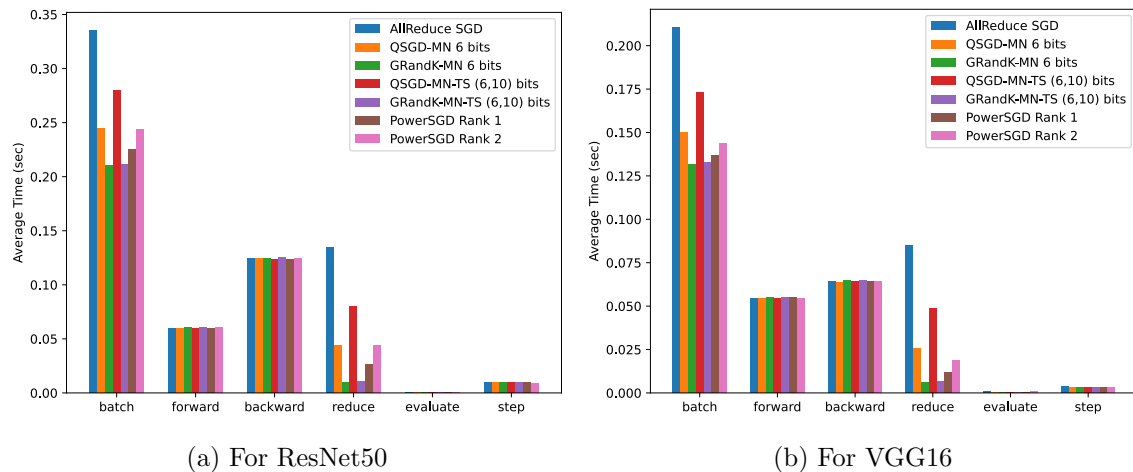 0.35
0.30
0.25
0.20
0.15
0.10
0.05
0.00
Average Time (sec)
AllReduce SGD
QSGD-MN 6 bits
GRandK-MN 6 bits
QSGD-MN-TS (6,10) bits
GRandK-MN-TS (6,10) bits
PowerSGD Rank 1
PowerSGD Rank 2
batch forward backward reduce evaluate step
(a) For ResNet50
0.200
0.175
0.150
0.125
0.100
0.075
0.050
0.025
0.000
Average Time (sec)
AllReduce SGD
QSGD-MN 6 bits
GRandK-MN 6 bits
QSGD-MN-TS (6,10) bits
GRandK-MN-TS (6,10) bits
PowerSGD Rank 1
PowerSGD Rank 2
batch forward backward reduce evaluate step
(b) For VGG16